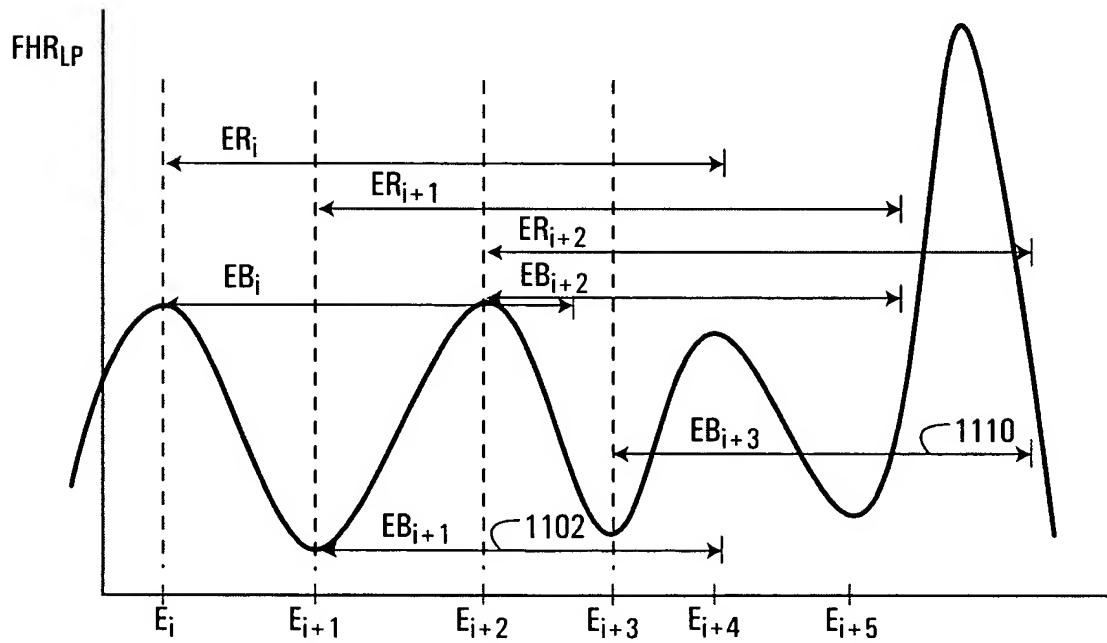 FHR_LP
ER_i
ER_i+1
ER_i+2
EB_i
EB_i+2
EB_i+3
1110
EB_i+1
1102
E_i
E_i+1
E_i+2
E_i+3
E_i+4
E_i+5